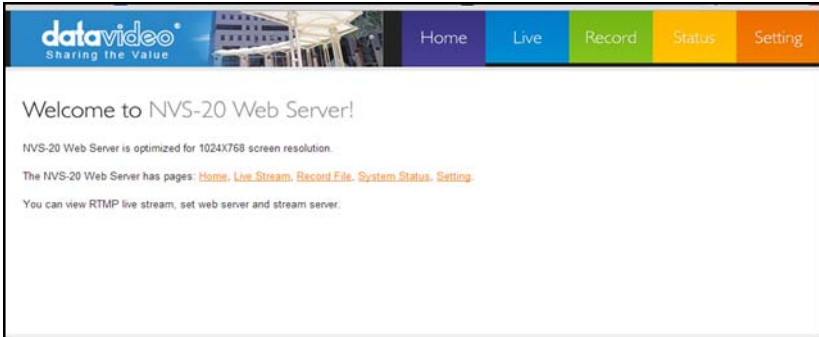 datavideo®
Sharing the Value
Home Live Record Status Setting
Welcome to NVS-20 Web Server!
NVS-20 Web Server is optimized for 1024X768 screen resolution.
The NVS-20 Web Server has pages: Home, Live Stream, Record File, System Status, Setting.
You can view RTMP live stream, set web server and stream server.